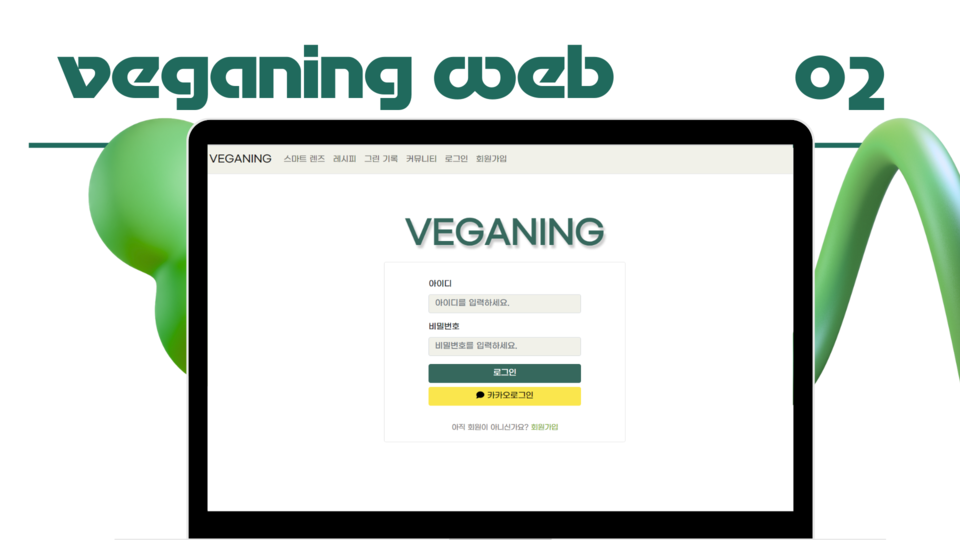 veganing web 02
VEGANING 스마트 렌즈 레시피 그린 기록 커뮤니티 로그인 회원가입
VEGANING
아이디
아이디를 입력하세요.
비밀번호
비밀번호를 입력하세요.
로그인
카카오로그인
아직 회원이 아니신가요? 회원가입